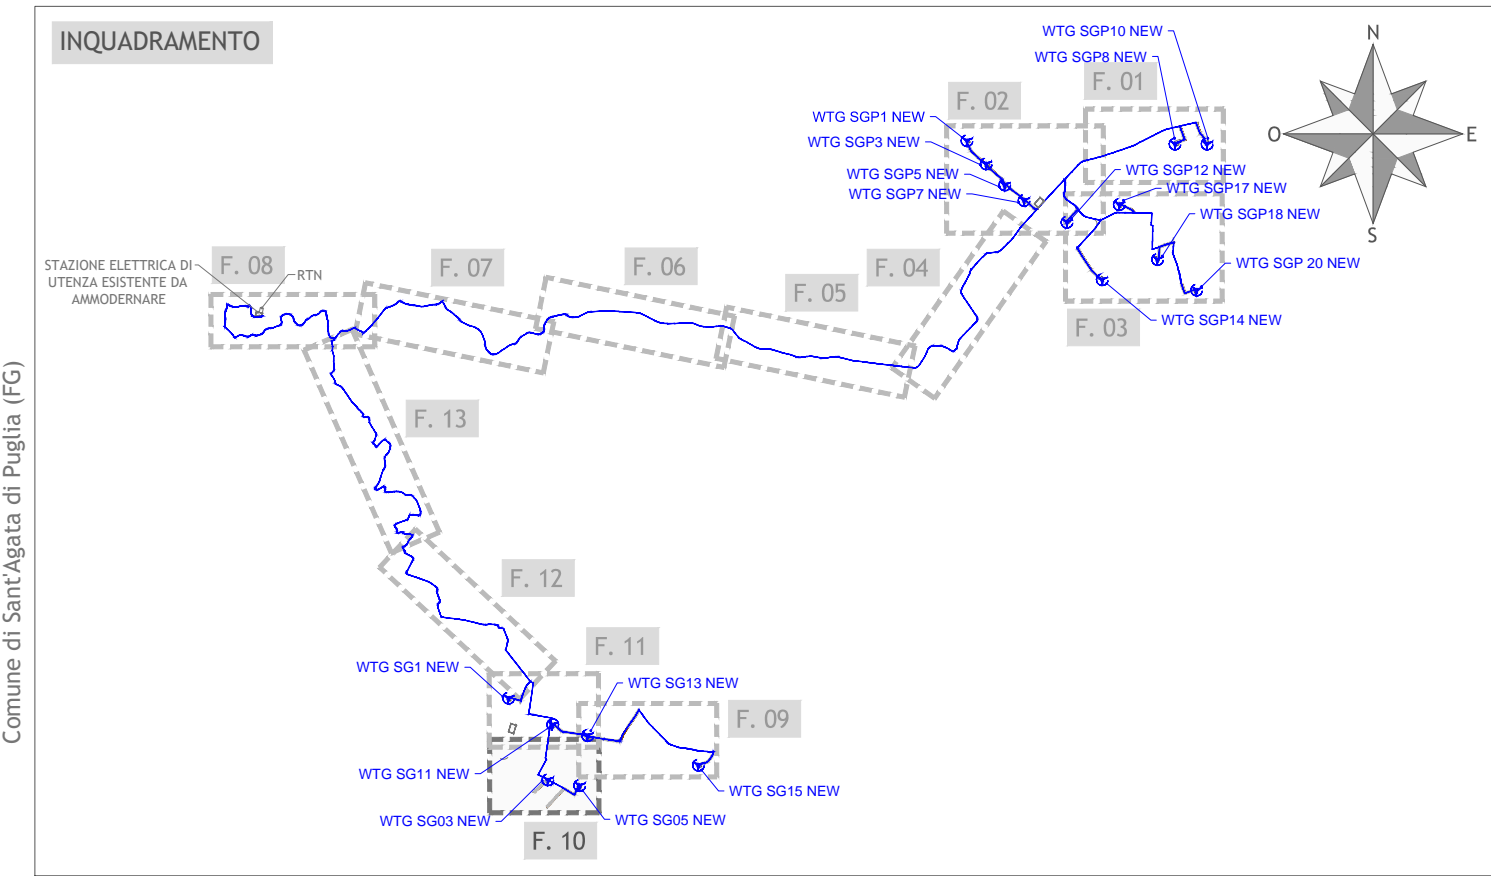 INQUADRAMENTO
WTG SGP10 NEW
WTG SGP8 NEW
F. 01
F. 02
N
WTG SGP1 NEW
WTG SGP3 NEW
O
E
WTG SGP5 NEW
WTG SGP12 NEW
WTG SGP7 NEW
WTG SGP17 NEW
WTG SGP18 NEW
S
STAZIONE ELETTRICA DI
UTENZA ESISTENTE DA
AMMODERNARE
F. 08
RTN
F. 07
F. 06
F. 05
F. 04
WTG SGP 20 NEW
F. 03
WTG SGP14 NEW
Comune di Sant'Agata di Puglia (FG)
F. 13
F. 12
F. 11
WTG SG1 NEW
WTG SG13 NEW
F. 09
WTG SG11 NEW
WTG SG15 NEW
WTG SG03 NEW
WTG SG05 NEW
F. 10